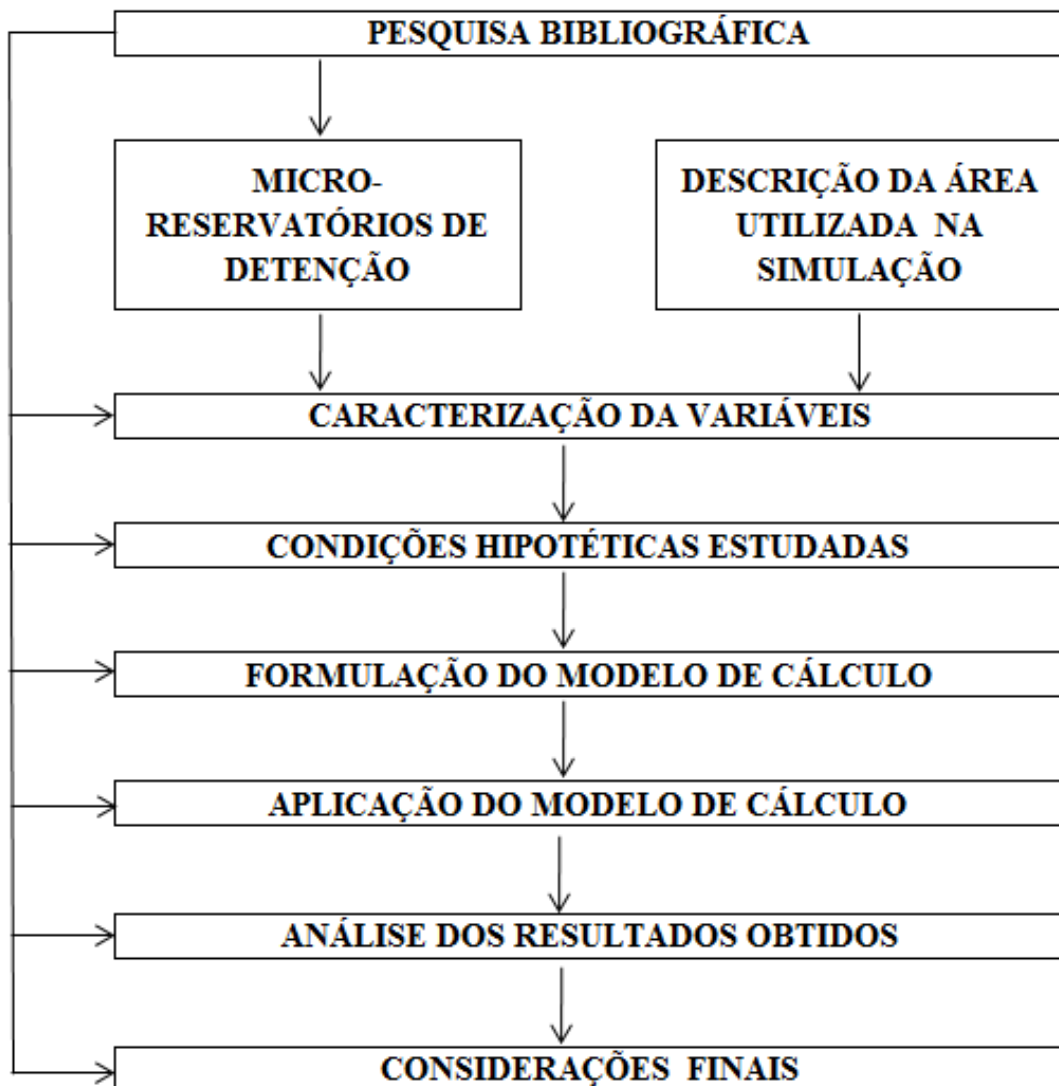 PESQUISA BIBLIOGRÁFICA
MICRO-
RESERVATÓRIOS DE
DETENÇÃO
DESCRIÇÃO DA ÁREA
UTILIZADA NA
SIMULAÇÃO
CARACTERIZAÇÃO DA VARIÁVEIS
CONDIÇÕES HIPOTÉTICAS ESTUDADAS
FORMULAÇÃO DO MODELO DE CÁLCULO
APLICAÇÃO DO MODELO DE CÁLCULO
ANÁLISE DOS RESULTADOS OBTIDOS
CONSIDERAÇÕES FINAIS